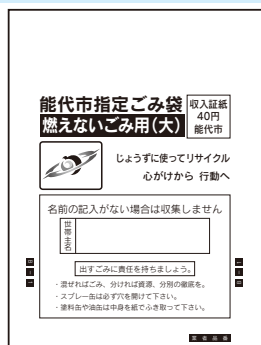 能代市指定ごみ袋
燃えないごみ用(大)
収入証紙
40円
能代市
じょうずに使ってリサイクル
心がけから 行動へ
名前の記入がない場合は収集しません
世帯主名
出すごみに責任を持ちましょう。
・混ぜればごみ、分ければ資源、分別の徹底を。
・スプレー缶は必ず穴を開けて下さい。
・塗料缶や油缶は中身を紙でふき取って下さい。